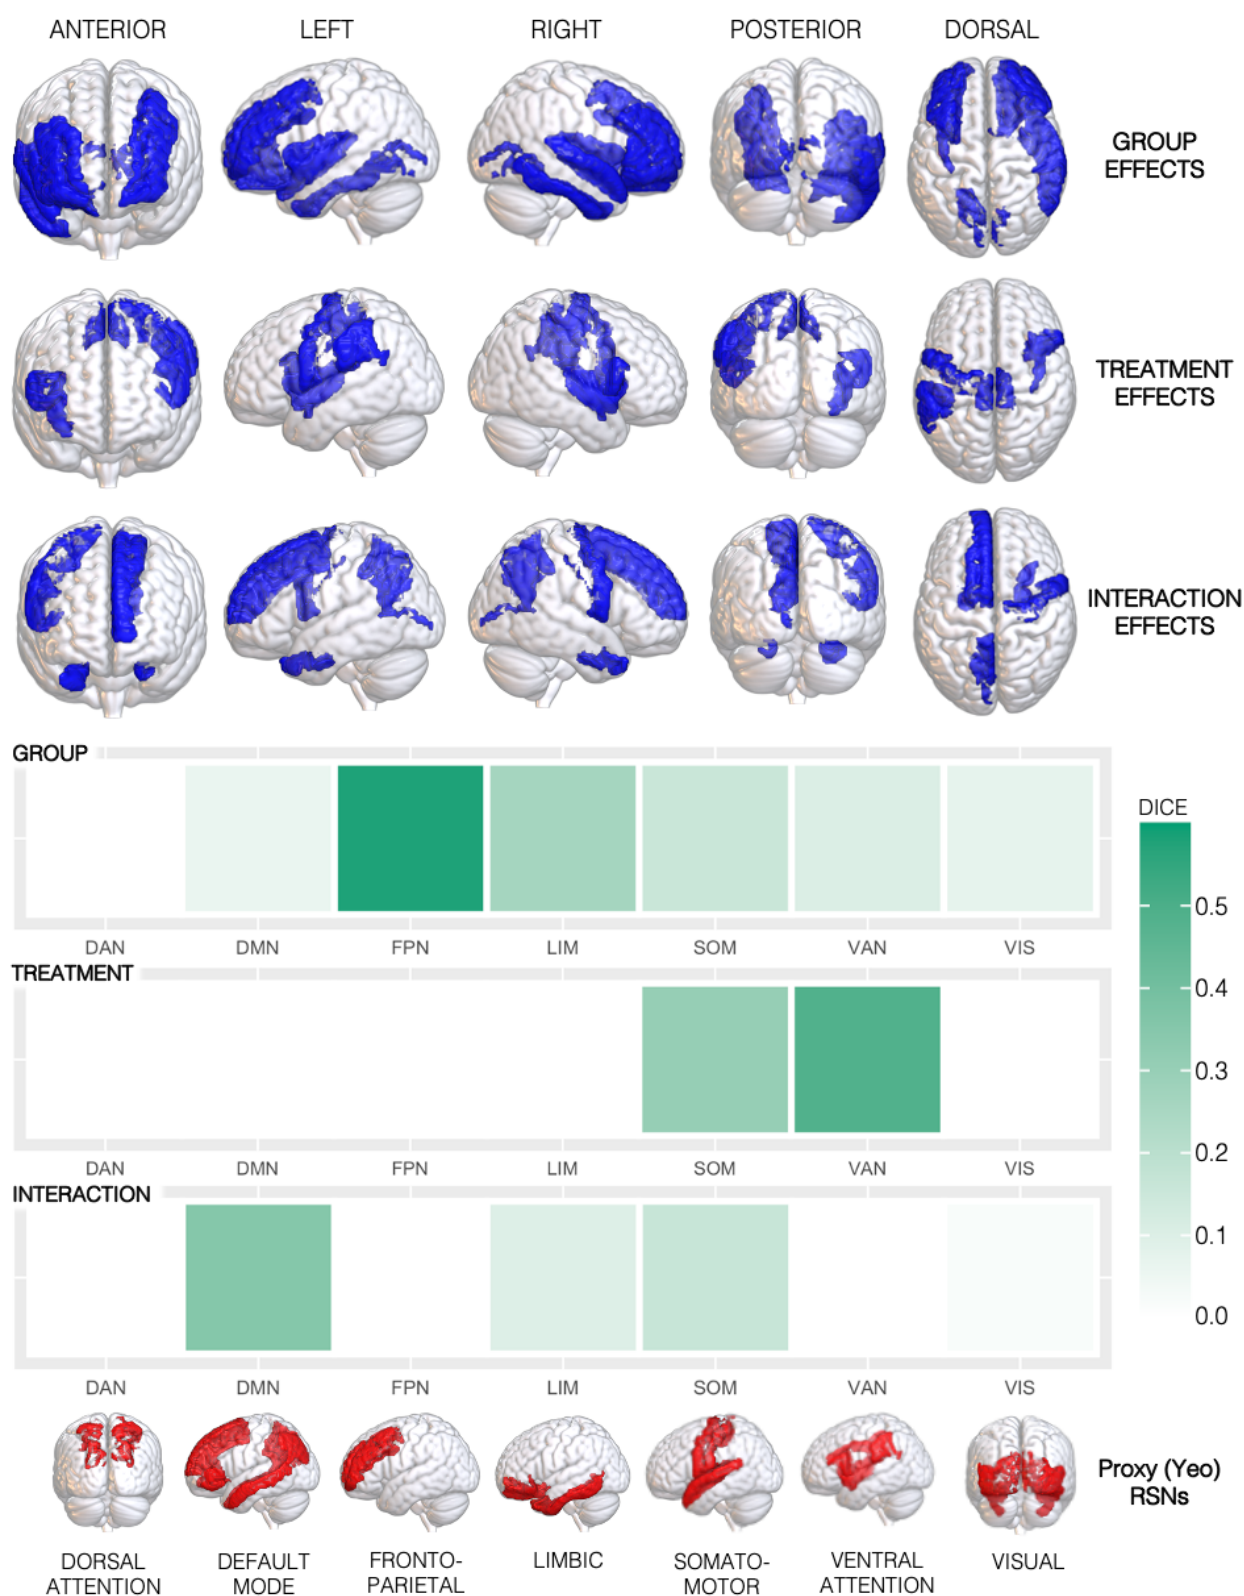 ANTERIOR LEFT RIGHT POSTERIOR DORSAL
GROUP
EFFECTS
TREATMENT
EFFECTS
INTERACTION
EFFECTS
GROUP
DICE
0.5
0.4
0.3
0.2
0.1
0.0
DAN DMN FPN LIM SOM VAN VIS
TREATMENT
DAN DMN FPN LIM SOM VAN VIS
INTERACTION
DAN DMN FPN LIM SOM VAN VIS
Proxy (Yeo)
RSNs
DORSAL
ATTENTION
DEFAULT
MODE
FRONTO-
PARIETAL
LIMBIC
SOMATO-
MOTOR
VENTRAL
ATTENTION
VISUAL